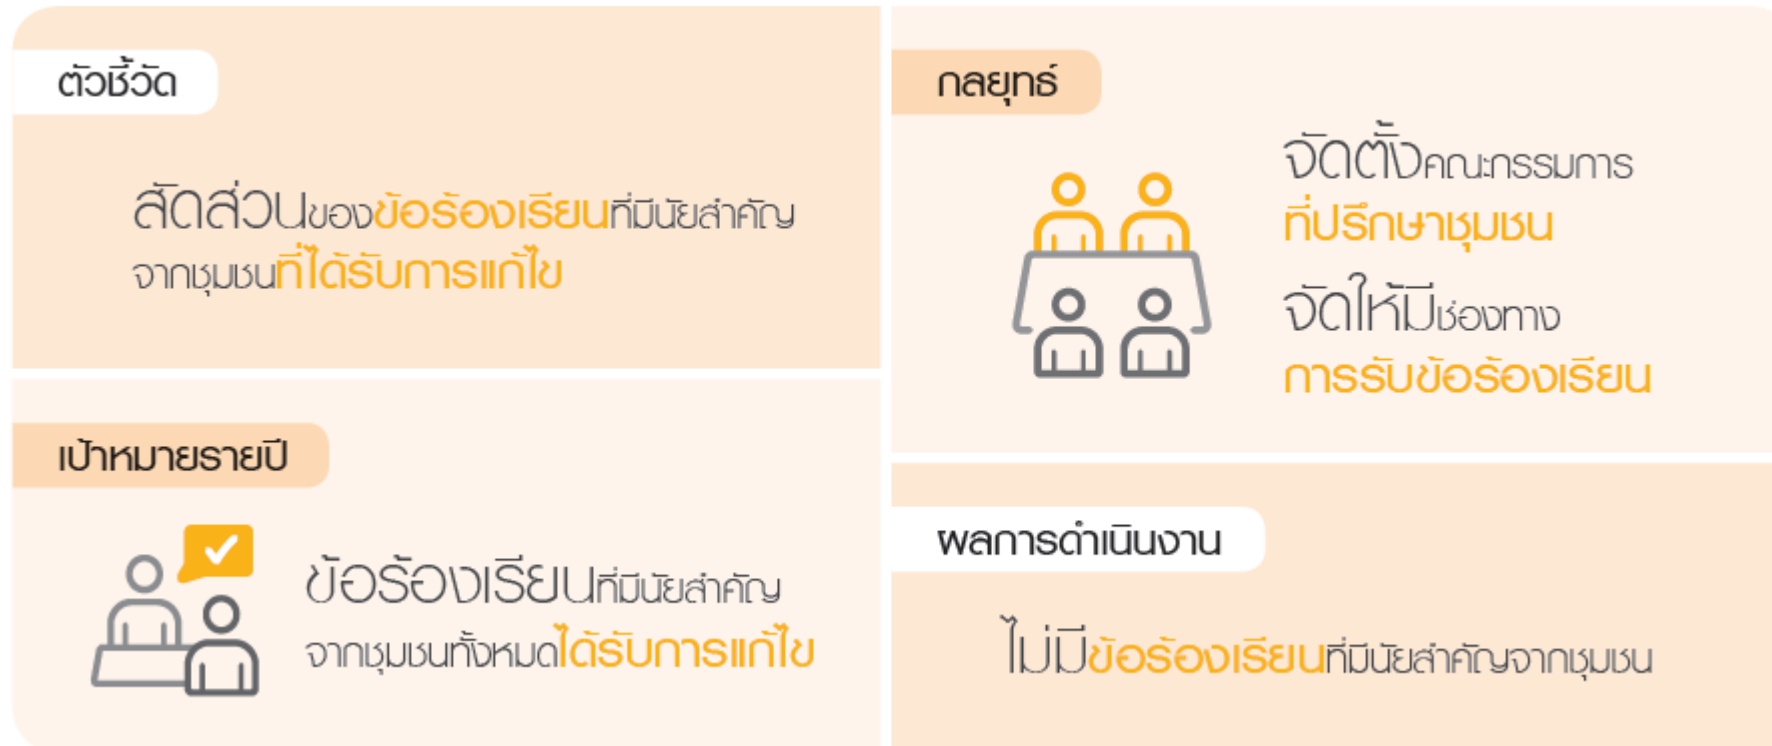 ตัวชี้วัด
สัดส่วนของข้อร้องเรียนที่มีนัยสำคัญ
จากชุมชนที่ได้รับการแก้ไข
เป้าหมายรายปี
ข้อร้องเรียนที่มีนัยสำคัญ
จากชุมชนทั้งหมดได้รับการแก้ไข
กลยุทธ์
จัดตั้งคณะกรรมการ
ที่ปรึกษาชุมชน
จัดให้มีช่องทาง
การรับข้อร้องเรียน
ผลการดำเนินงาน
ไม่มีข้อร้องเรียนที่มีนัยสำคัญจากชุมชน